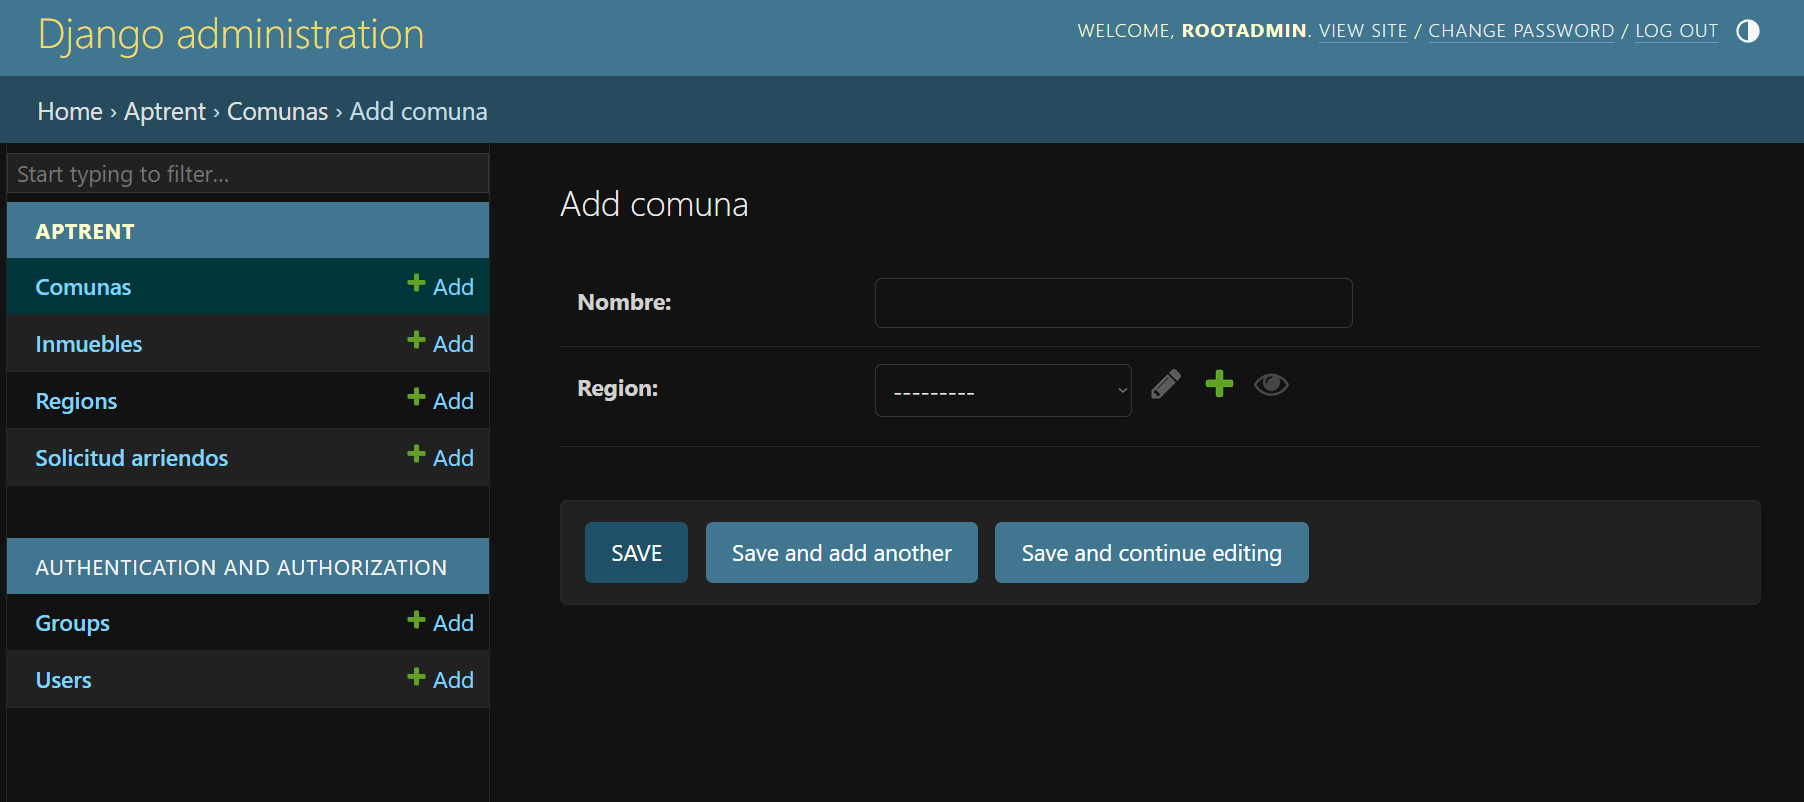 Django administration
WELCOME, ROOTADMIN. VIEW SITE / CHANGE PASSWORD / LOG OUT
Home › Aptrent › Comunas › Add comuna
Start typing to filter...
APTRENT
Comunas Add
Inmuebles Add
Regions Add
Solicitud arriendos Add
AUTHENTICATION AND AUTHORIZATION
Groups Add
Users Add
Add comuna
Nombre:
Region: ---------
SAVE Save and add another Save and continue editing